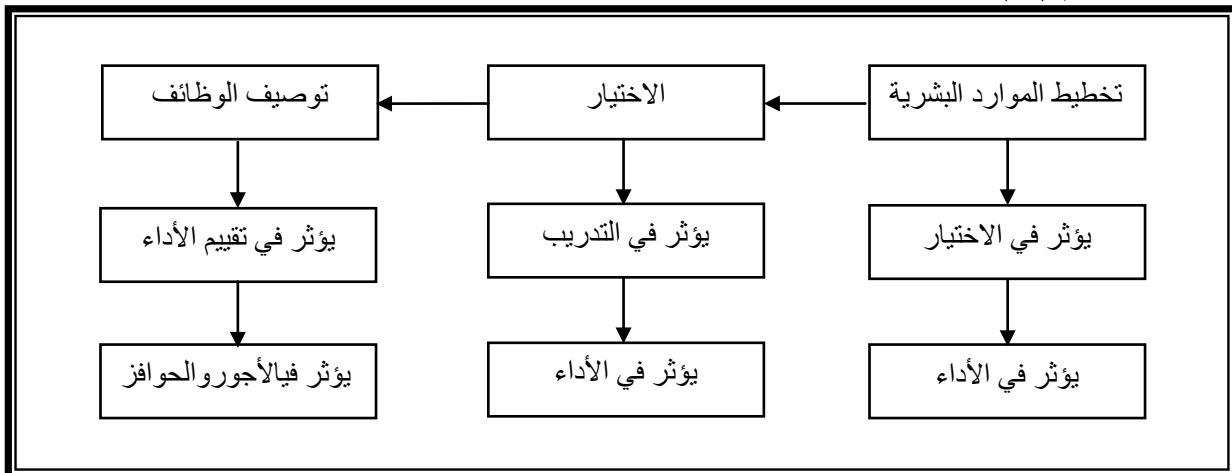 تخطيط الموارد البشرية
الاختيار
توصيف الوظائف
يؤثر في الاختيار
يؤثر في التدريب
يؤثر في تقييم الأداء
يؤثر في الأداء
يؤثر في الأداء
يؤثر فيالأجوروالحوافز